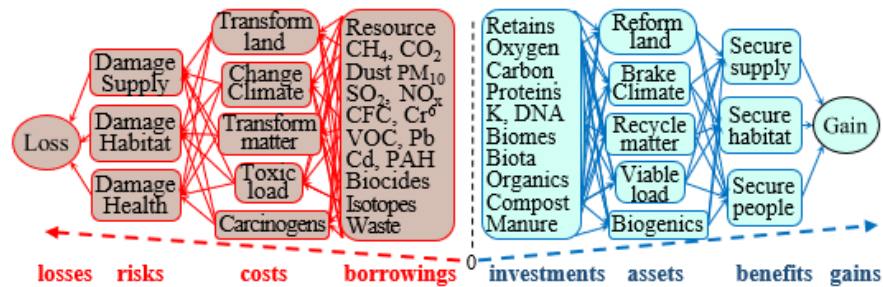 Loss
Damage
Supply
Damage
Habitat
Damage
Health
Transform
land
Change
Climate
Transform
matter
Toxic
load
Carcinogens
Resource
CH₄, CO₂
Dust PM₁₀
SO₂, NOₓ
CFC, Cr⁶
VOC, Pb
Cd, PAH
Biocides
Isotopes
Waste
Retains
Oxygen
Carbon
Proteins
K, DNA
Biomes
Biota
Organics
Compost
Manure
Reform
land
Brake
Climate
Recycle
matter
Viable
load
Biogenics
Secure
supply
Secure
habitat
Secure
people
Gain
0
losses risks costs borrowings investments assets benefits gains